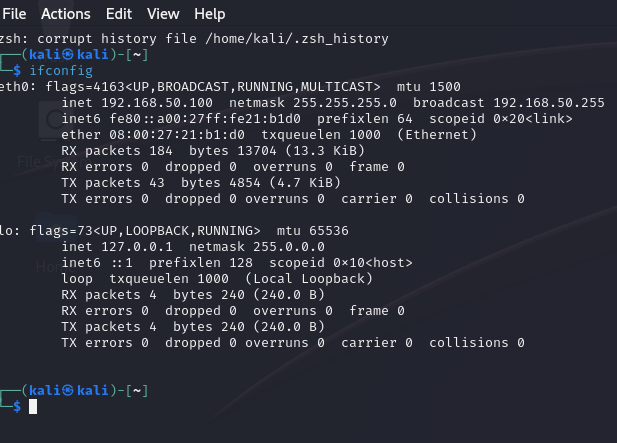 File Actions Edit View Help
zsh: corrupt history file /home/kali/.zsh_history
┌──(kali㉿kali)-[~]
└─$ ifconfig
eth0: flags=4163<UP,BROADCAST,RUNNING,MULTICAST>  mtu 1500
        inet 192.168.50.100  netmask 255.255.255.0  broadcast 192.168.50.255
        inet6 fe80::a00:27ff:fe21:b1d0  prefixlen 64  scopeid 0×20<link>
        ether 08:00:27:21:b1:d0  txqueuelen 1000  (Ethernet)
        RX packets 184  bytes 13704 (13.3 KiB)
        RX errors 0  dropped 0  overruns 0  frame 0
        TX packets 43  bytes 4854 (4.7 KiB)
        TX errors 0  dropped 0 overruns 0  carrier 0  collisions 0
lo: flags=73<UP,LOOPBACK,RUNNING>  mtu 65536
        inet 127.0.0.1  netmask 255.0.0.0
        inet6 ::1  prefixlen 128  scopeid 0×10<host>
        loop  txqueuelen 1000  (Local Loopback)
        RX packets 4  bytes 240 (240.0 B)
        RX errors 0  dropped 0  overruns 0  frame 0
        TX packets 4  bytes 240 (240.0 B)
        TX errors 0  dropped 0 overruns 0  carrier 0  collisions 0
┌──(kali㉿kali)-[~]
└─$